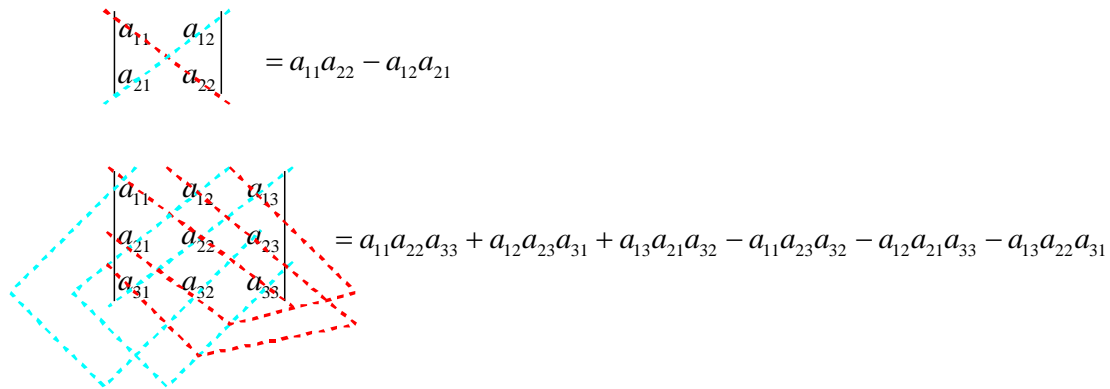 |a₁₁ a₁₂|
|a₂₁ a₂₂| = a₁₁a₂₂ − a₁₂a₂₁
|a₁₁ a₁₂ a₁₃|
|a₂₁ a₂₂ a₂₃| = a₁₁a₂₂a₃₃ + a₁₂a₂₃a₃₁ + a₁₃a₂₁a₃₂ − a₁₁a₂₃a₃₂ − a₁₂a₂₁a₃₃ − a₁₃a₂₂a₃₁
|a₃₁ a₃₂ a₃₃|